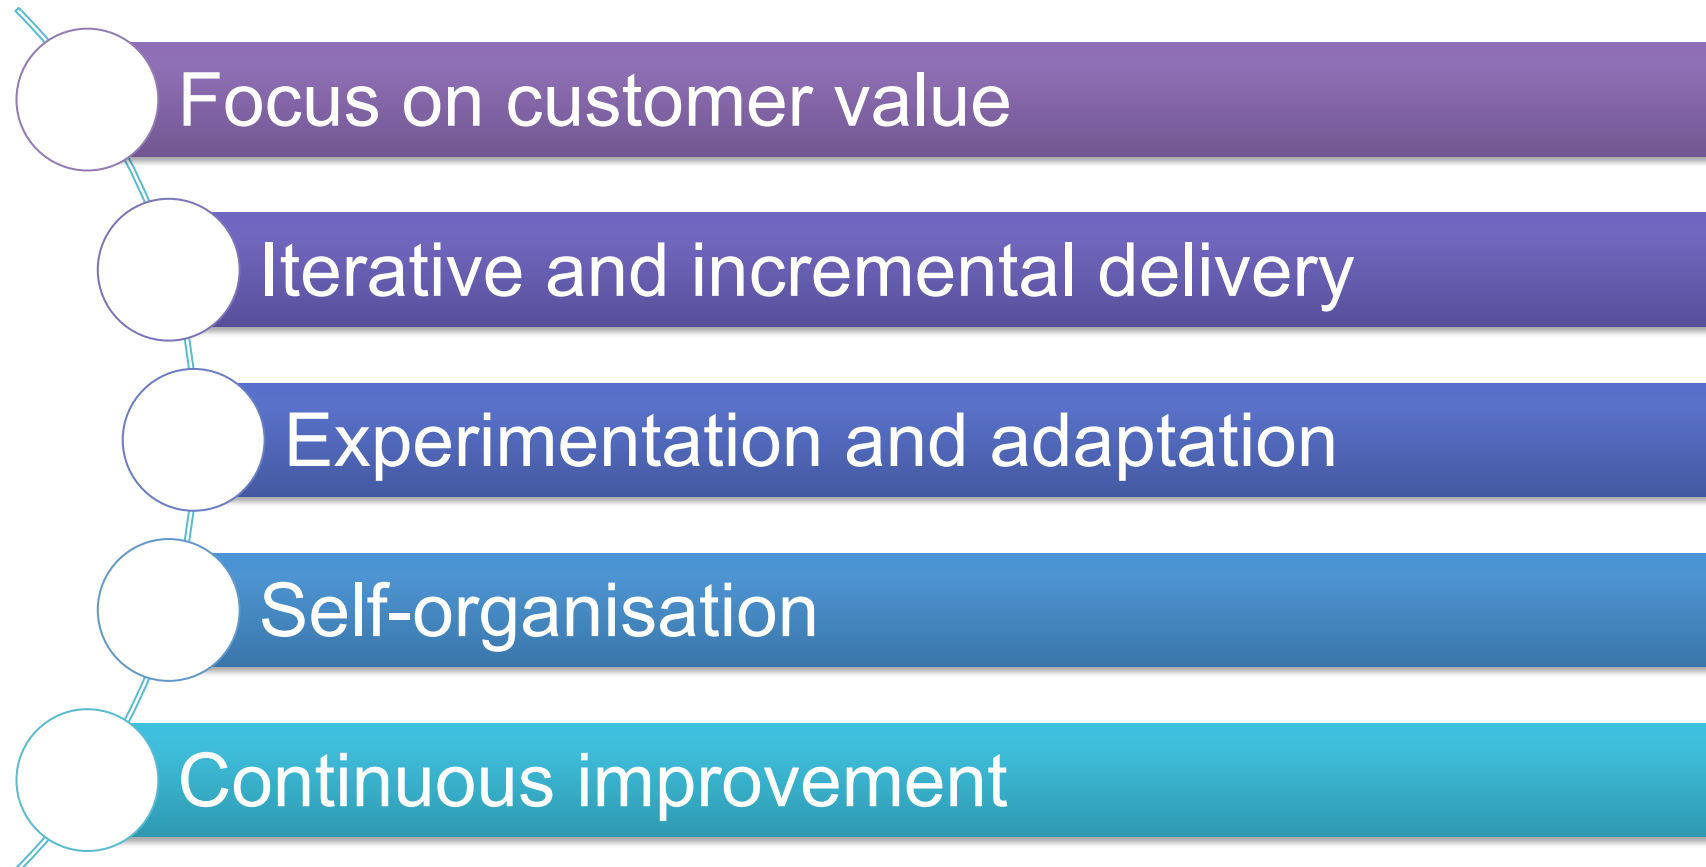 Focus on customer value
Iterative and incremental delivery
Experimentation and adaptation
Self-organisation
Continuous improvement